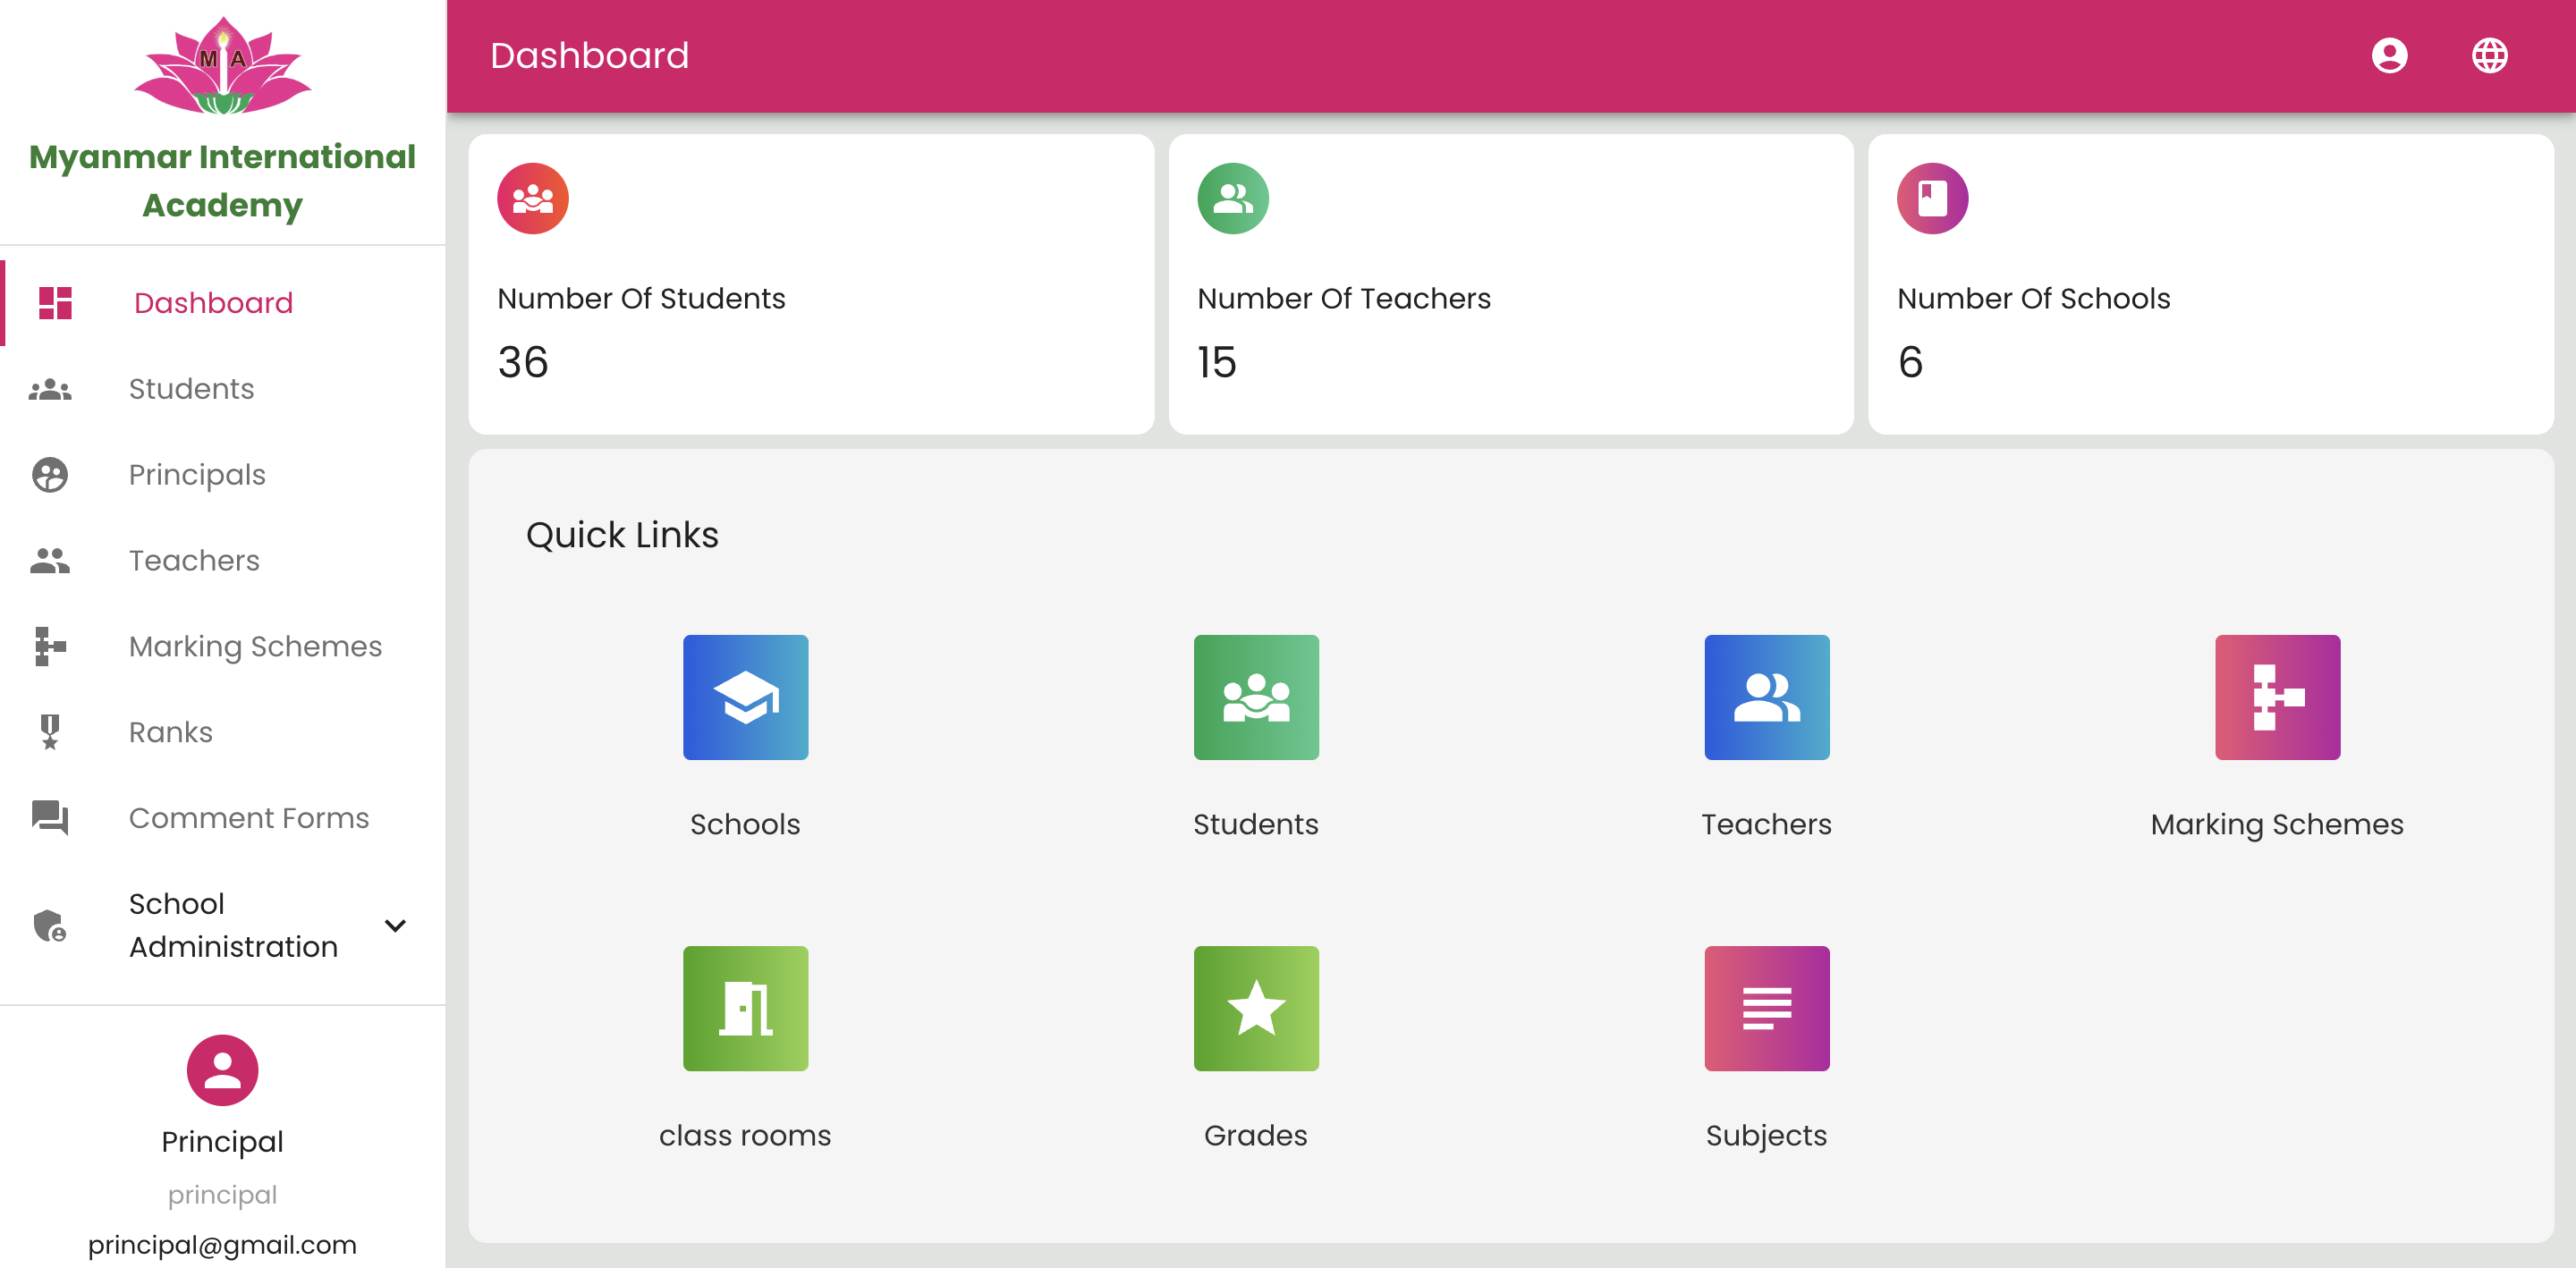 M A
Myanmar International
Academy
Dashboard
Students
Principals
Teachers
Marking Schemes
Ranks
Comment Forms
School
Administration
Principal
principal
principal@gmail.com
Dashboard
Number Of Students
36
Number Of Teachers
15
Number Of Schools
6
Quick Links
Schools
Students
Teachers
Marking Schemes
class rooms
Grades
Subjects